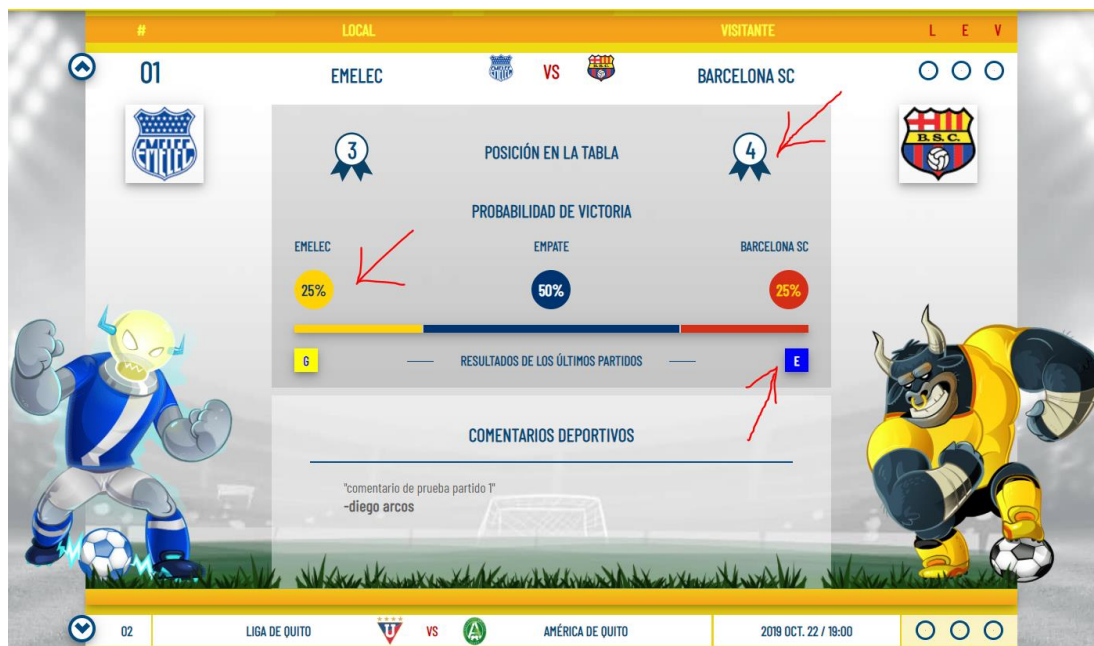 # LOCAL VISITANTE L E V
01 EMELEC VS BARCELONA SC
EMELEC
B.S.C.
3 POSICIÓN EN LA TABLA 4
PROBABILIDAD DE VICTORIA
EMELEC EMPATE BARCELONA SC
25% 50% 25%
G RESULTADOS DE LOS ÚLTIMOS PARTIDOS E
COMENTARIOS DEPORTIVOS
"comentario de prueba partido 1"
-diego arcos
02 LIGA DE QUITO VS AMÉRICA DE QUITO 2019 OCT. 22 / 19:00